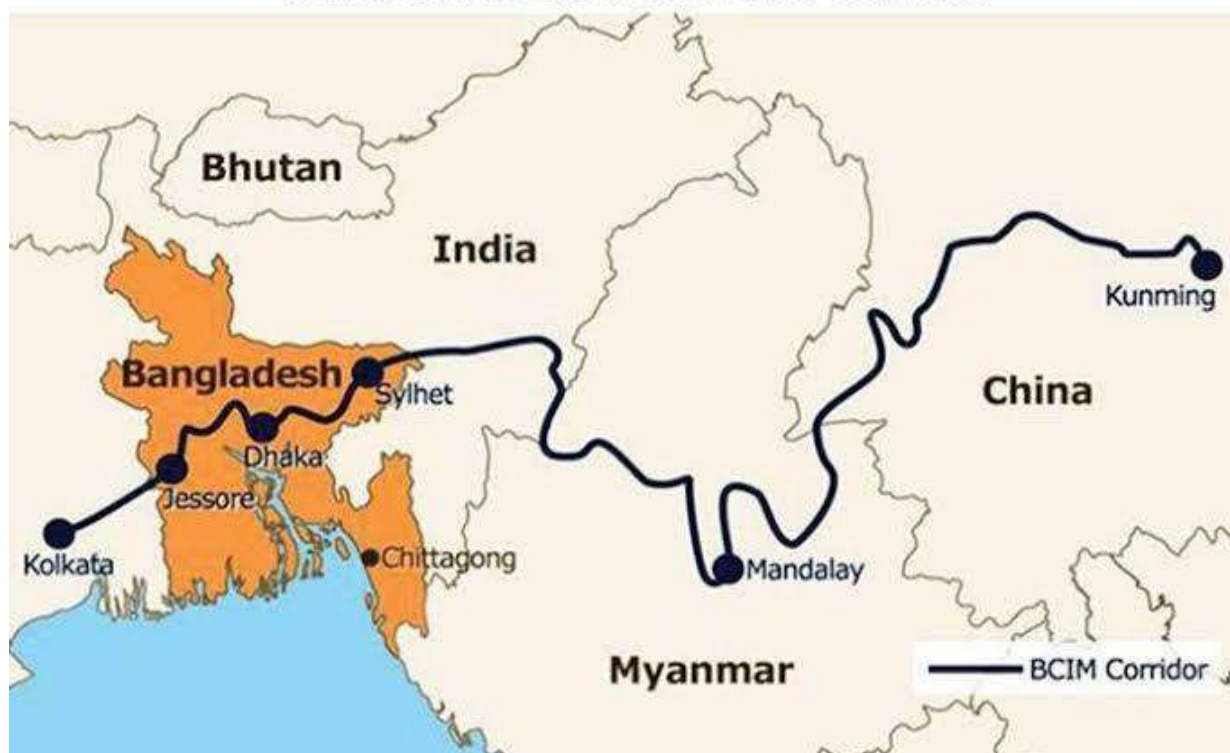 Bhutan
India
Kunming
Bangladesh
Sylhet
China
Dhaka
Jessore
Kolkata
Chittagong
Mandalay
Myanmar
BCIM Corridor